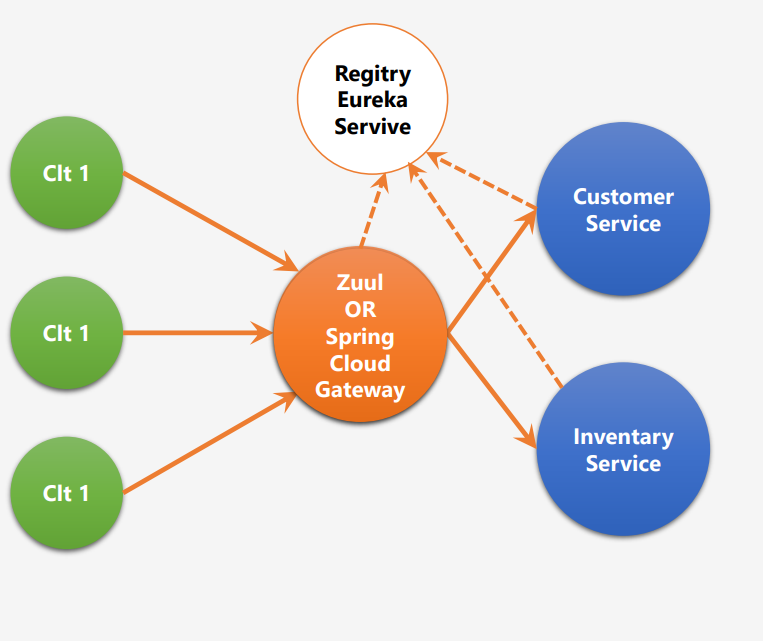 Regitry
Eureka
Servive
Clt 1
Customer
Service
Zuul
OR
Spring
Cloud
Gateway
Clt 1
Inventary
Service
Clt 1